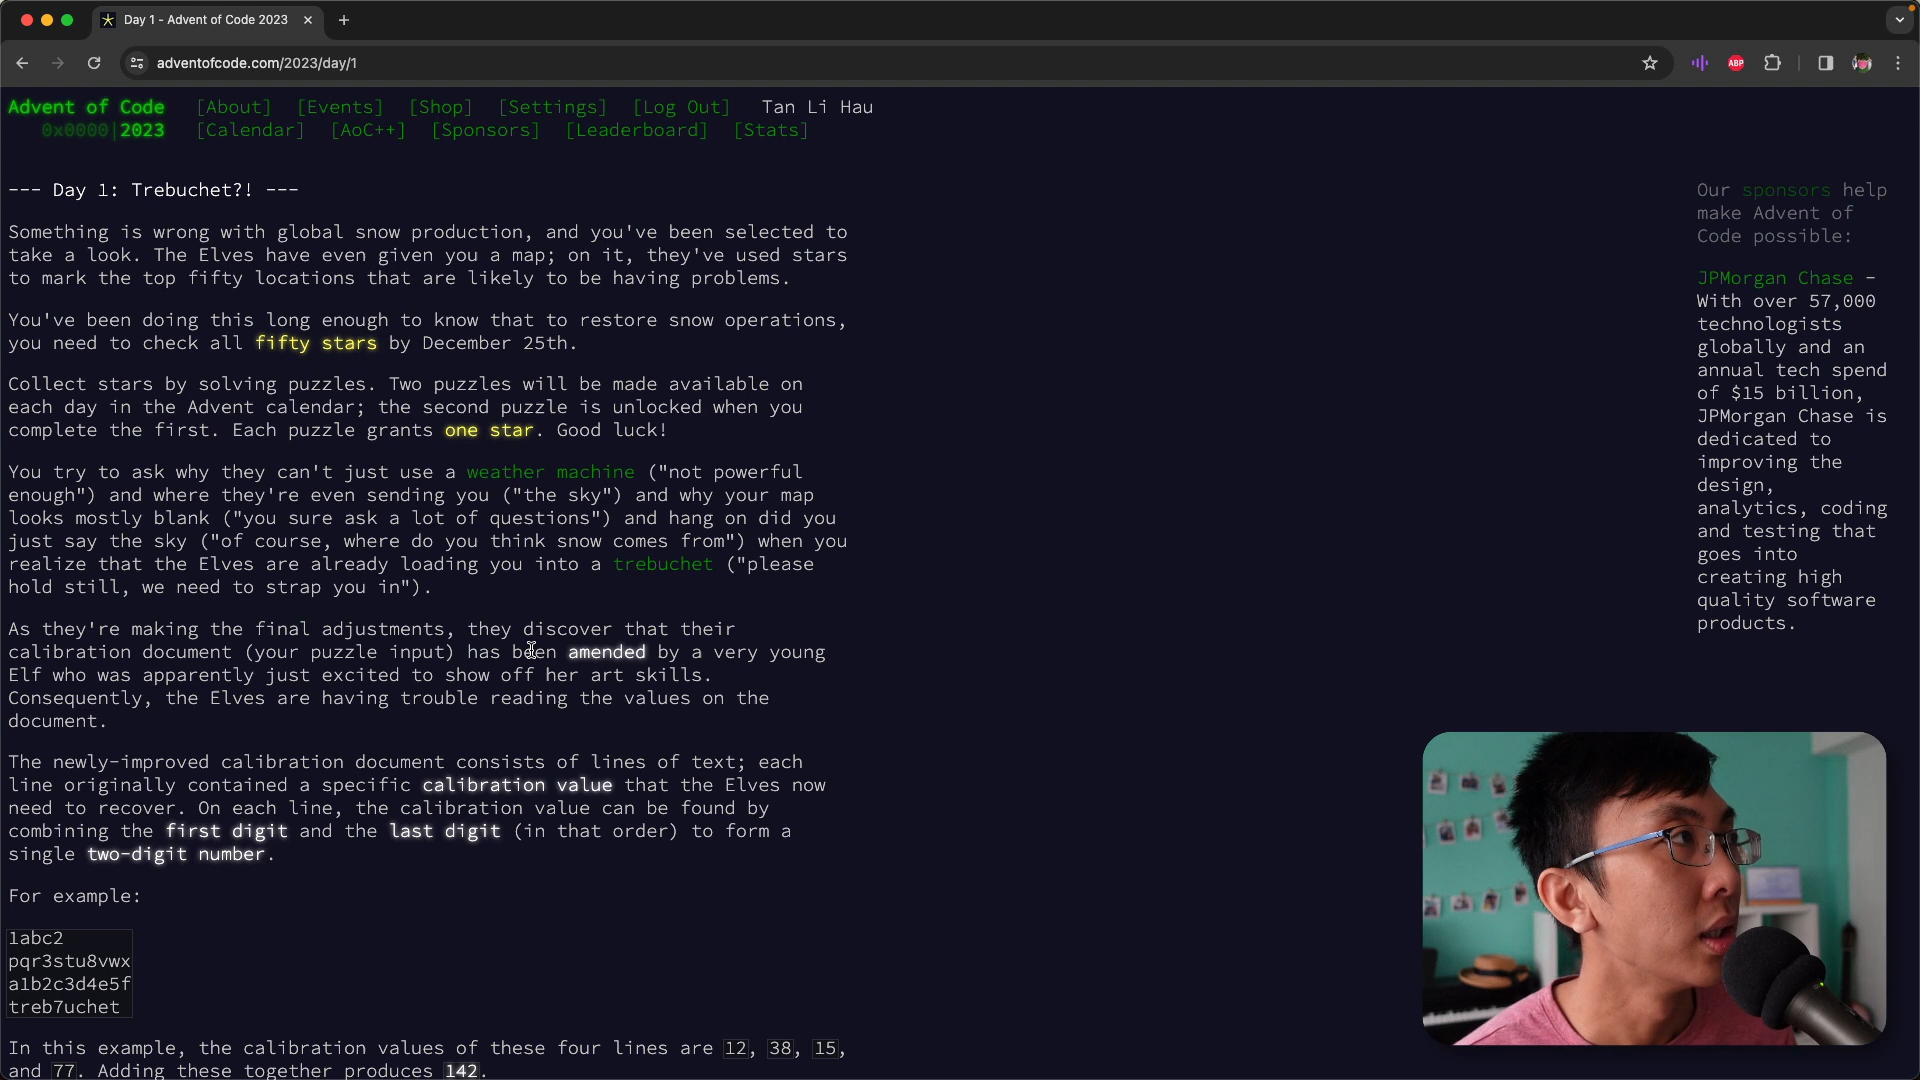 Day 1 - Advent of Code 2023
adventofcode.com/2023/day/1
ABP
Advent of Code [About] [Events] [Shop] [Settings] [Log Out] Tan Li Hau
0x0000|2023 [Calendar] [AoC++] [Sponsors] [Leaderboard] [Stats]
--- Day 1: Trebuchet?! ---
Something is wrong with global snow production, and you've been selected to
take a look. The Elves have even given you a map; on it, they've used stars
to mark the top fifty locations that are likely to be having problems.
You've been doing this long enough to know that to restore snow operations,
you need to check all fifty stars by December 25th.
Collect stars by solving puzzles. Two puzzles will be made available on
each day in the Advent calendar; the second puzzle is unlocked when you
complete the first. Each puzzle grants one star. Good luck!
You try to ask why they can't just use a weather machine ("not powerful
enough") and where they're even sending you ("the sky") and why your map
looks mostly blank ("you sure ask a lot of questions") and hang on did you
just say the sky ("of course, where do you think snow comes from") when you
realize that the Elves are already loading you into a trebuchet ("please
hold still, we need to strap you in").
As they're making the final adjustments, they discover that their
calibration document (your puzzle input) has been amended by a very young
Elf who was apparently just excited to show off her art skills.
Consequently, the Elves are having trouble reading the values on the
document.
The newly-improved calibration document consists of lines of text; each
line originally contained a specific calibration value that the Elves now
need to recover. On each line, the calibration value can be found by
combining the first digit and the last digit (in that order) to form a
single two-digit number.
For example:
1abc2
pqr3stu8vwx
a1b2c3d4e5f
treb7uchet
In this example, the calibration values of these four lines are 12, 38, 15,
and 77. Adding these together produces 142.
Our sponsors help
make Advent of
Code possible:
JPMorgan Chase -
With over 57,000
technologists
globally and an
annual tech spend
of $15 billion,
JPMorgan Chase is
dedicated to
improving the
design,
analytics, coding
and testing that
goes into
creating high
quality software
products.